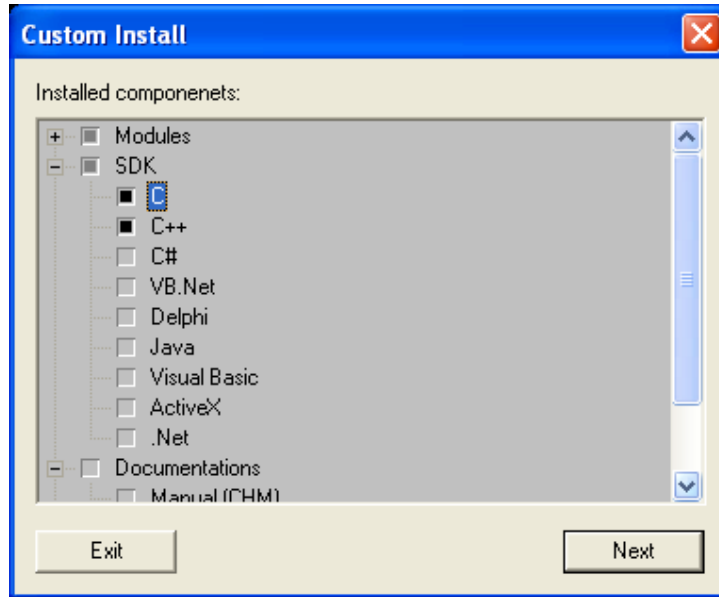 Custom Install
Installed componenets:
Modules
SDK
C
C++
C#
VB.Net
Delphi
Java
Visual Basic
ActiveX
.Net
Documentations
Manual (CHM)
Exit
Next